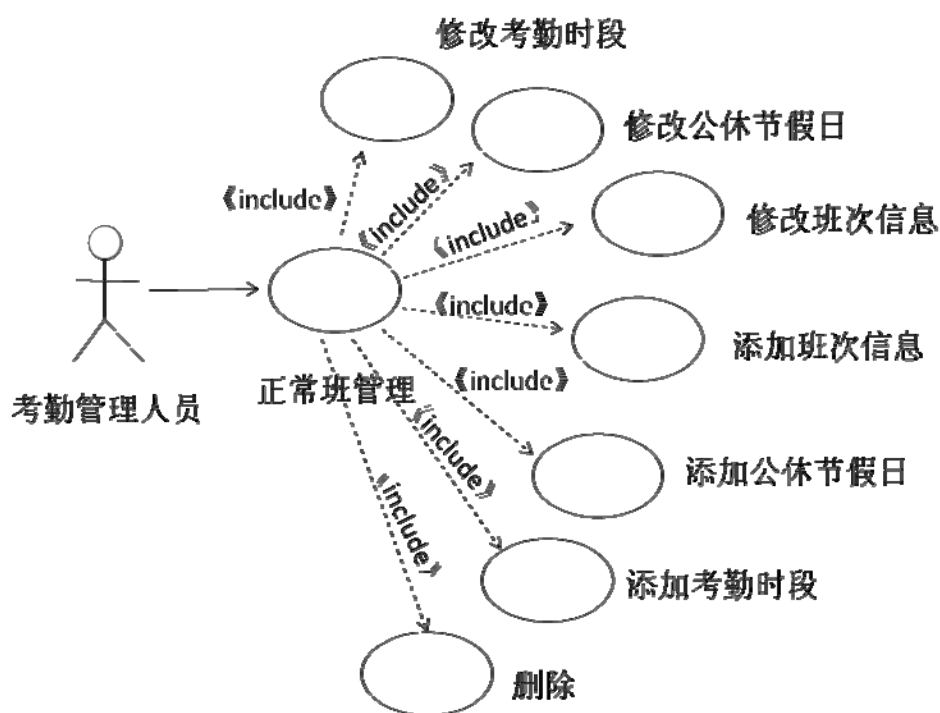 修改考勤时段
修改公休节假日
《include》
《include》
《include》
修改班次信息
《include》
添加班次信息
考勤管理人员
正常班管理
《include》
《include》
添加公休节假日
《include》
添加考勤时段
删除